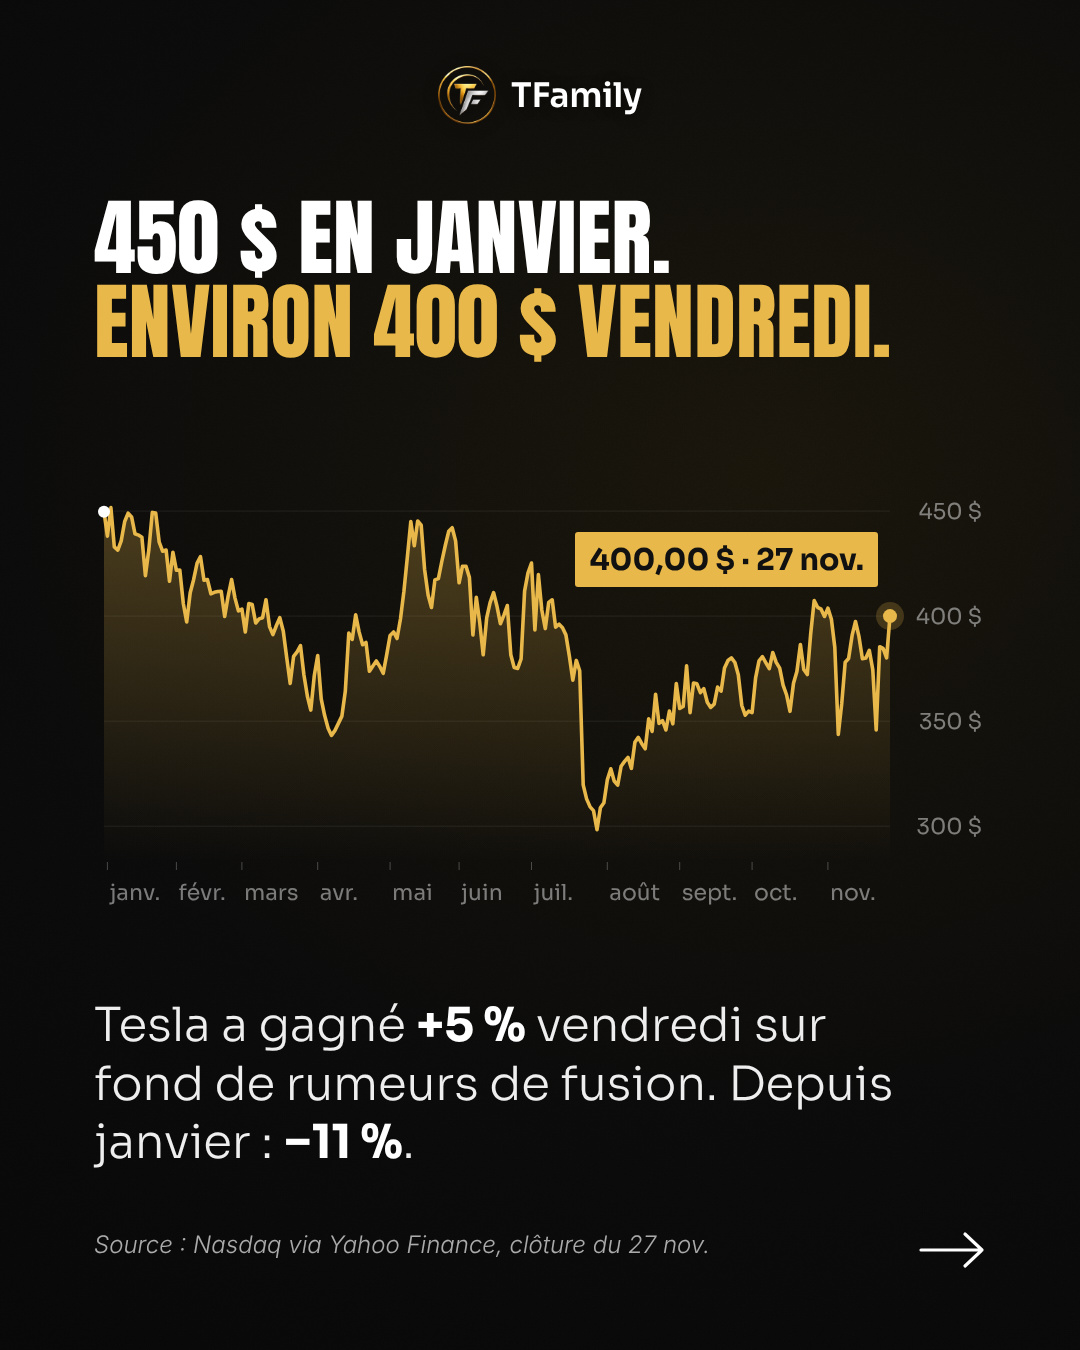 TF TFamily
450 $ EN JANVIER.
ENVIRON 400 $ VENDREDI.
450 $
400,00 $ · 27 nov.
400 $
350 $
300 $
janv. févr. mars avr. mai juin juil. août sept. oct. nov.
Tesla a gagné +5 % vendredi sur
fond de rumeurs de fusion. Depuis
janvier : −11 %.
Source : Nasdaq via Yahoo Finance, clôture du 27 nov.